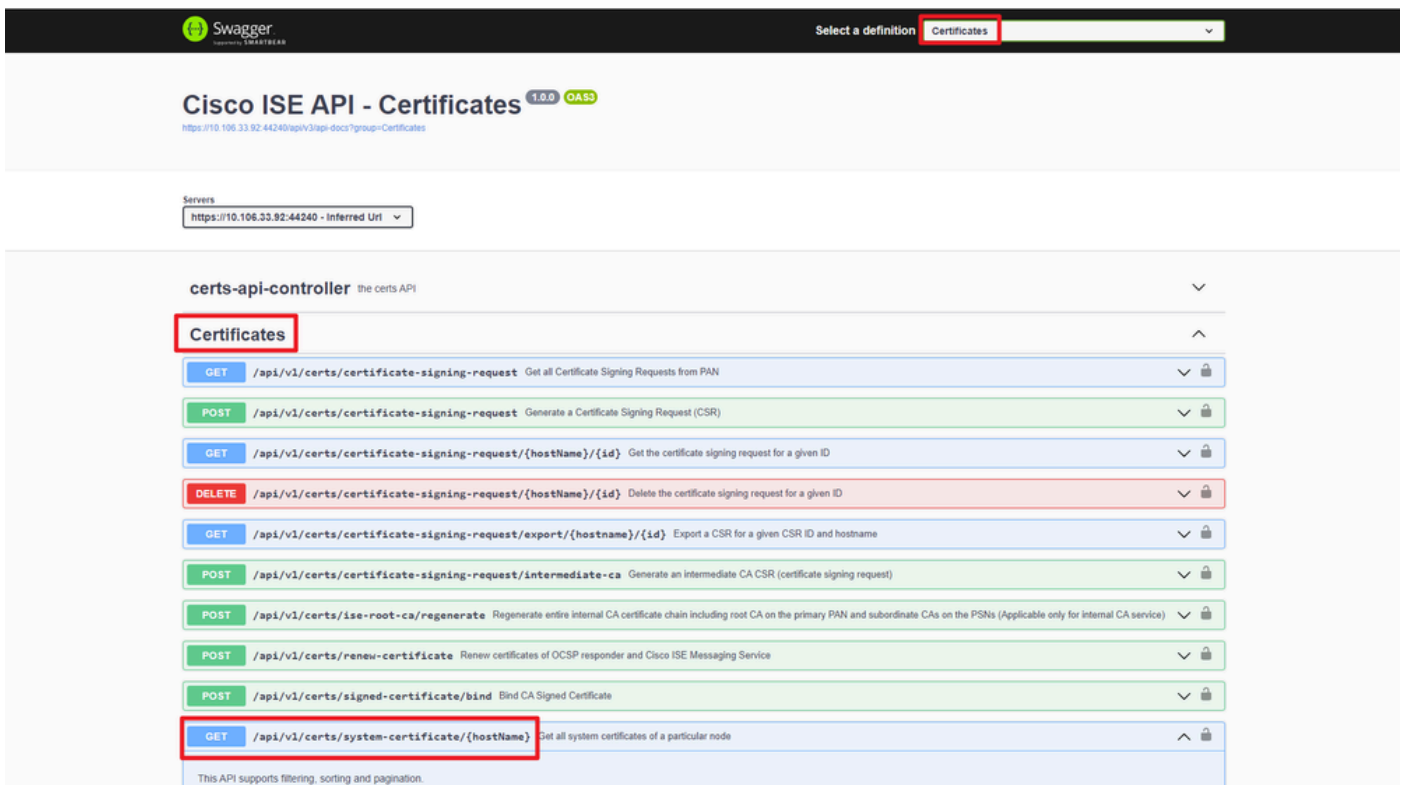 Swagger.
Supported by SMARTBEAR
Select a definition
Certificates
Cisco ISE API - Certificates 1.0.0 OAS3
https://10.106.33.92:44240/api/v3/api-docs?group=Certificates
Servers
https://10.106.33.92:44240 - Inferred Url
certs-api-controller the certs API
Certificates
GET /api/v1/certs/certificate-signing-request Get all Certificate Signing Requests from PAN
POST /api/v1/certs/certificate-signing-request Generate a Certificate Signing Request (CSR)
GET /api/v1/certs/certificate-signing-request/{hostName}/{id} Get the certificate signing request for a given ID
DELETE /api/v1/certs/certificate-signing-request/{hostName}/{id} Delete the certificate signing request for a given ID
GET /api/v1/certs/certificate-signing-request/export/{hostname}/{id} Export a CSR for a given CSR ID and hostname
POST /api/v1/certs/certificate-signing-request/intermediate-ca Generate an intermediate CA CSR (certificate signing request)
POST /api/v1/certs/ise-root-ca/regenerate Regenerate entire internal CA certificate chain including root CA on the primary PAN and subordinate CAs on the PSNs (Applicable only for internal CA service)
POST /api/v1/certs/renew-certificate Renew certificates of OCSP responder and Cisco ISE Messaging Service
POST /api/v1/certs/signed-certificate/bind Bind CA Signed Certificate
GET /api/v1/certs/system-certificate/{hostName} Get all system certificates of a particular node
This API supports filtering, sorting and pagination.